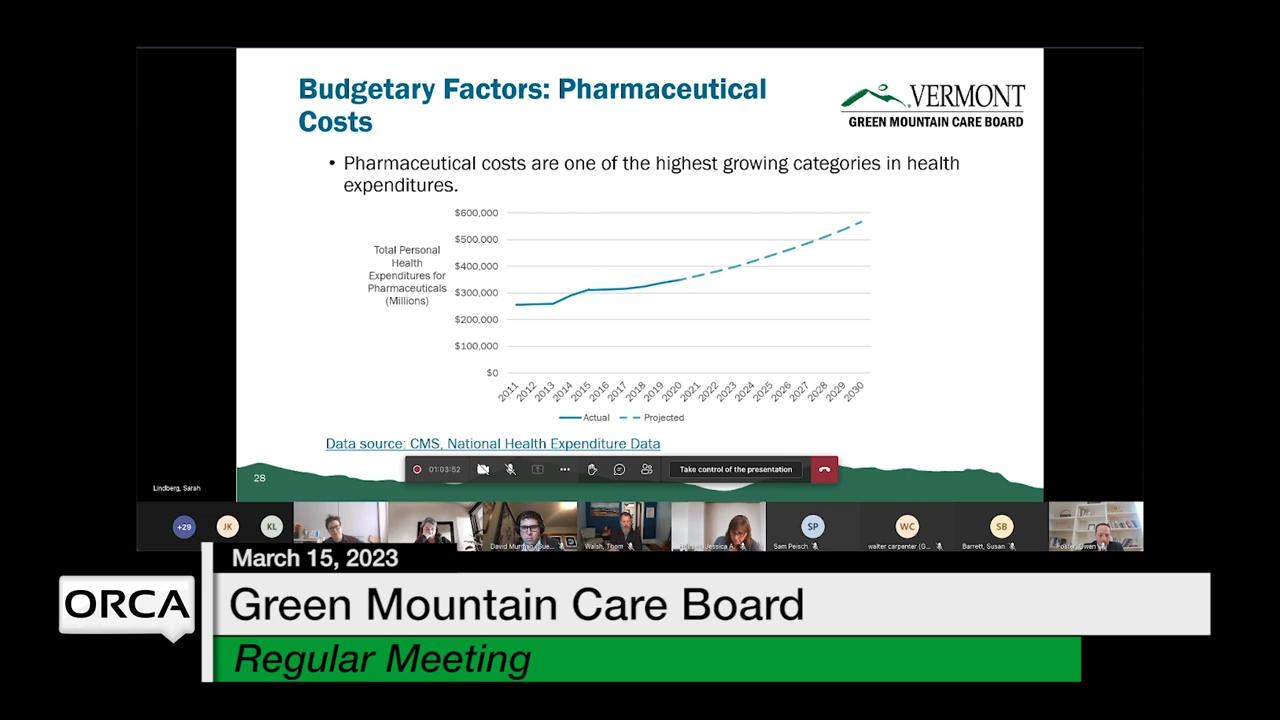 Budgetary Factors: Pharmaceutical
Costs
VERMONT
GREEN MOUNTAIN CARE BOARD
• Pharmaceutical costs are one of the highest growing categories in health
expenditures.
Total Personal
Health
Expenditures for
Pharmaceuticals
(Millions)
$600,000
$500,000
$400,000
$300,000
$200,000
$100,000
$0
2011 2012 2013 2014 2015 2016 2017 2018 2019 2020 2021 2022 2023 2024 2025 2026 2027 2028 2029 2030
Actual Projected
Data source: CMS, National Health Expenditure Data
28
01:03:52
Take control of the presentation
Lindberg, Sarah
+29
JK
KL
David Murman
Walsh, Thom
Jessica A.
SP
Sam Peisch
WC
walter carpenter (G...
SB
Barrett, Susan
March 15, 2023
ORCA
Green Mountain Care Board
Regular Meeting